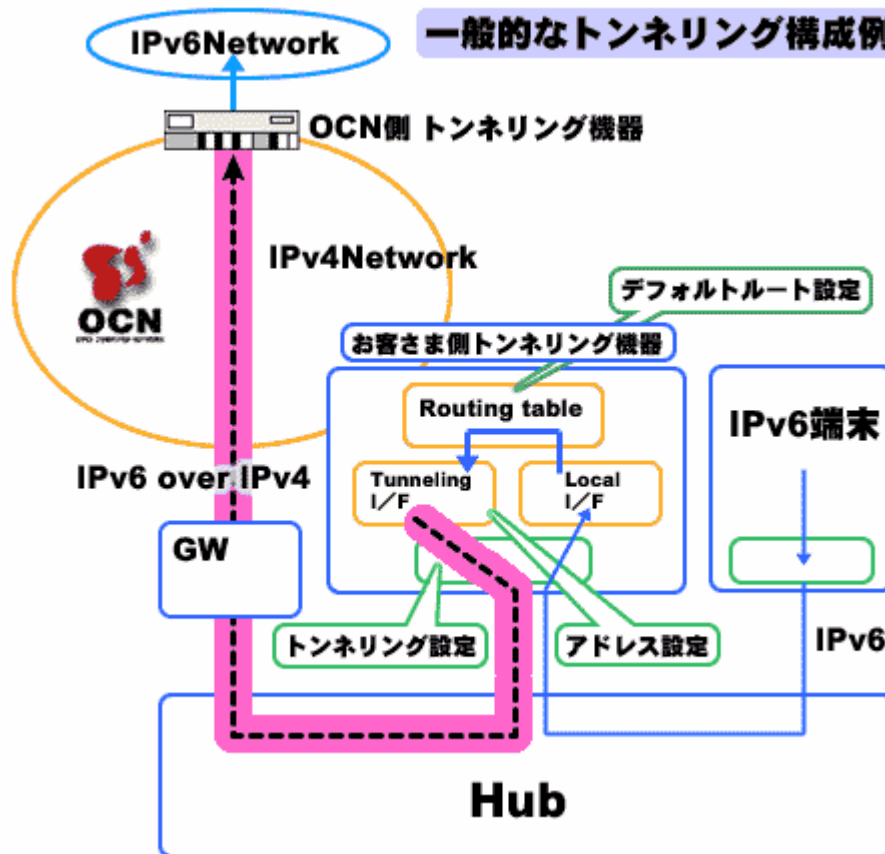 IPv6Network
一般的なトンネリング構成例
OCN側 トンネリング機器
IPv4Network
OCN
デフォルトルート設定
お客さま側トンネリング機器
Routing table
IPv6端末
Tunneling
I/F
Local
I/F
IPv6 over IPv4
GW
トンネリング設定
アドレス設定
IPv6
Hub